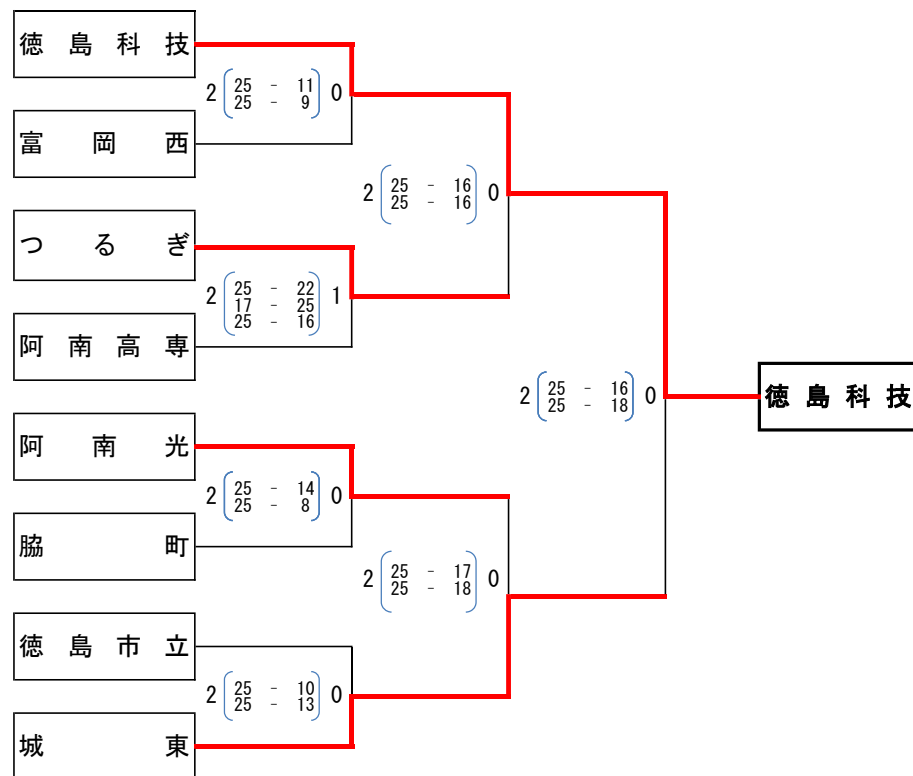 徳島科技
2 25 - 11 0
25 - 9
富岡西
2 25 - 16 0
25 - 16
つるぎ
2 25 - 22 1
17 - 25
25 - 16
阿南高専
2 25 - 16 0
25 - 18
徳島科技
阿南光
2 25 - 14 0
25 - 8
脇町
2 25 - 17 0
25 - 18
徳島市立
2 25 - 10 0
25 - 13
城東